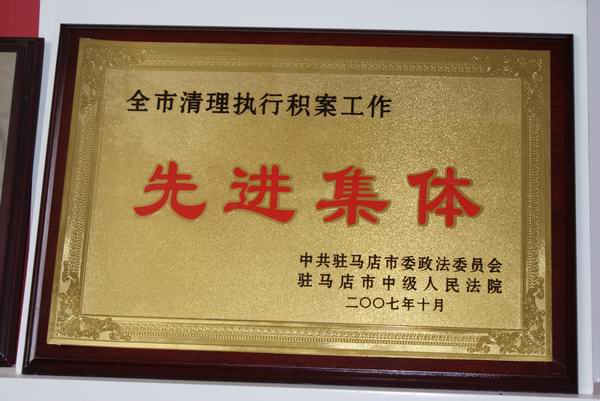 全市清理执行积案工作
先进集体
中共驻马店市委政法委员会
驻马店市中级人民法院
二〇〇七年十月